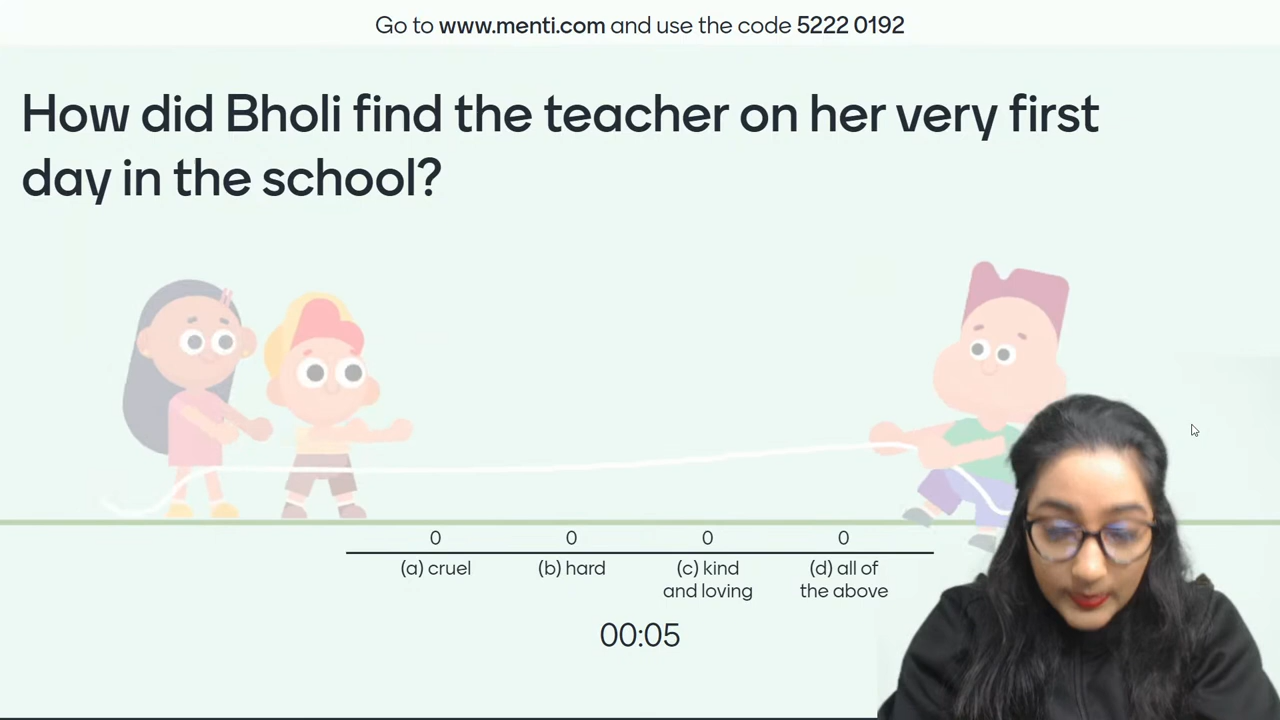 Go to www.menti.com and use the code 5222 0192
How did Bholi find the teacher on her very first
day in the school?
0 0 0 0
(a) cruel (b) hard (c) kind (d) all of
and loving the above
00:05